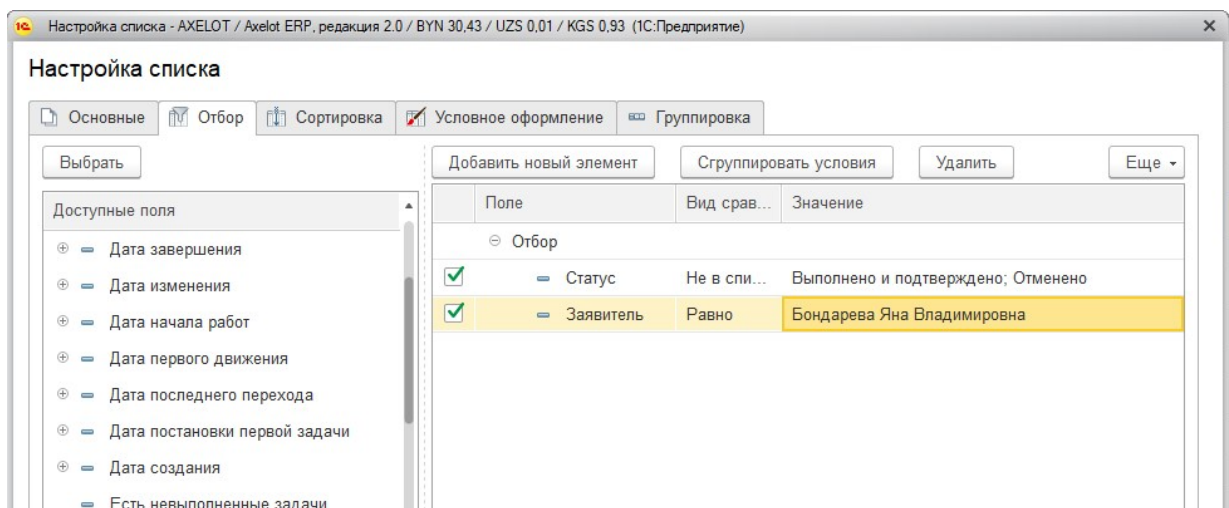 Настройка списка - AXELOT / Axelot ERP, редакция 2.0 / BYN 30,43 / UZS 0,01 / KGS 0,93 (1С:Предприятие)
Настройка списка
Основные Отбор Сортировка Условное оформление Группировка
Выбрать Добавить новый элемент Сгруппировать условия Удалить Еще
Доступные поля Поле Вид срав... Значение
Дата завершения Отбор
Дата изменения Статус Не в спи... Выполнено и подтверждено; Отменено
Дата начала работ Заявитель Равно Бондарева Яна Владимировна
Дата первого движения
Дата последнего перехода
Дата постановки первой задачи
Дата создания
Есть невыполненные задачи